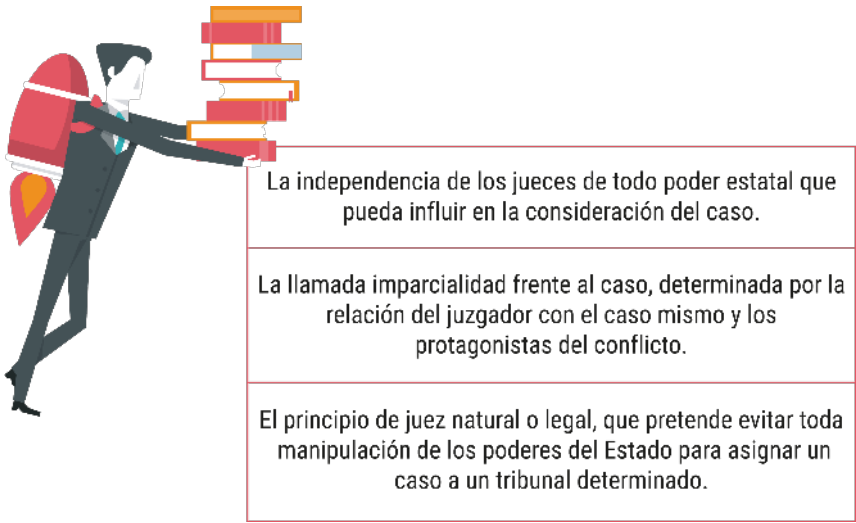 La independencia de los jueces de todo poder estatal que
pueda influir en la consideración del caso.
La llamada imparcialidad frente al caso, determinada por la
relación del juzgador con el caso mismo y los
protagonistas del conflicto.
El principio de juez natural o legal, que pretende evitar toda
manipulación de los poderes del Estado para asignar un
caso a un tribunal determinado.